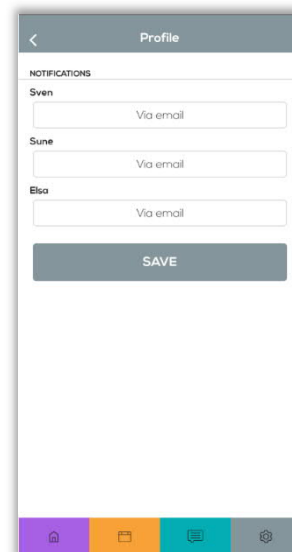 Profile
NOTIFICATIONS
Sven
Via email
Sune
Via email
Elsa
Via email
SAVE